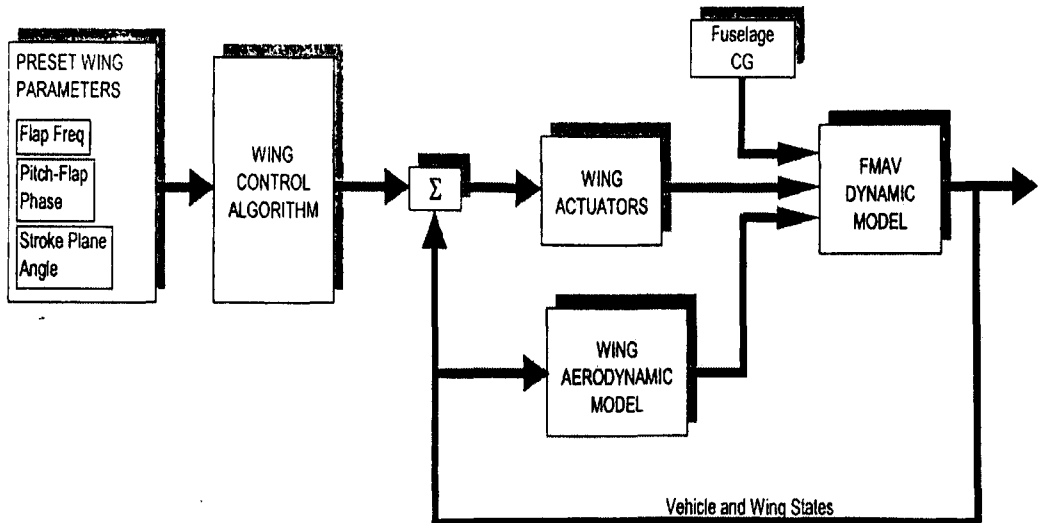 PRESET WING
PARAMETERS
Flap Freq
Pitch-Flap
Phase
Stroke Plane
Angle
WING
CONTROL
ALGORITHM
Σ
WING
ACTUATORS
Fuselage
CG
FMAV
DYNAMIC
MODEL
WING
AERODYNAMIC
MODEL
Vehicle and Wing States